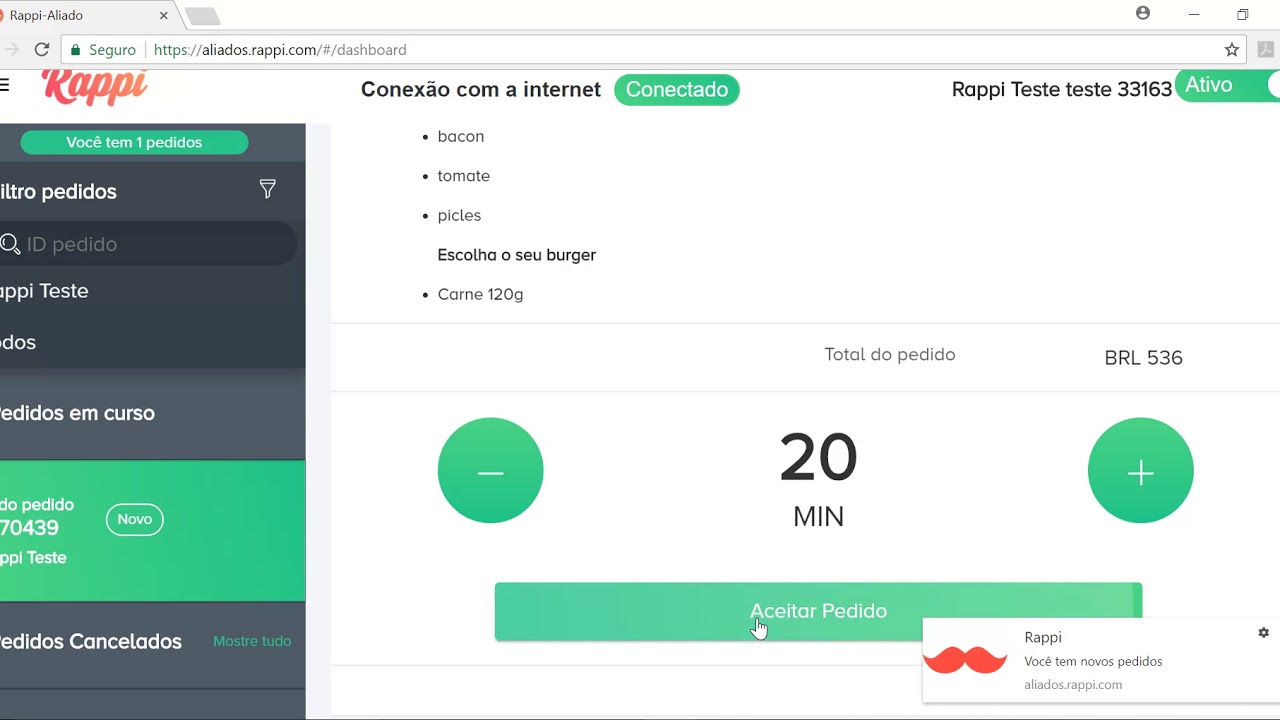 Rappi-Aliado
Seguro
https://aliados.rappi.com/#/dashboard
Rappi
Conexão com a internet
Conectado
Rappi Teste teste 33163
Ativo
Você tem 1 pedidos
iltro pedidos
ID pedido
appi Teste
odos
edidos em curso
do pedido
70439
Novo
ppi Teste
edidos Cancelados
Mostre tudo
• bacon
• tomate
• picles
Escolha o seu burger
• Carne 120g
Total do pedido
BRL 536
20
MIN
Aceitar Pedido
Rappi
Você tem novos pedidos
aliados.rappi.com